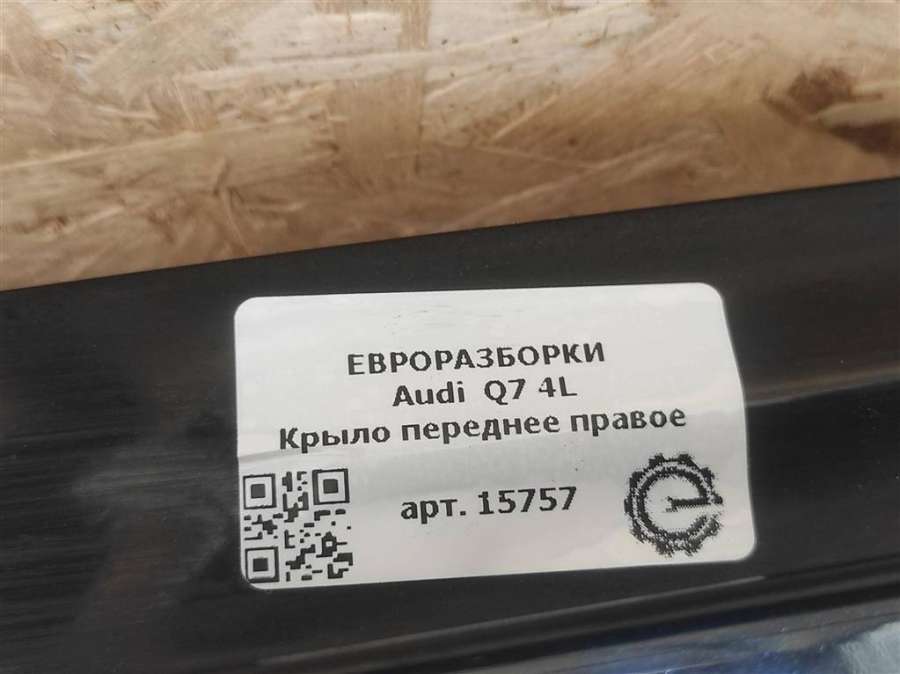 ЕВРОРАЗБОРКИ
Audi Q7 4L
Крыло переднее правое
арт. 15757